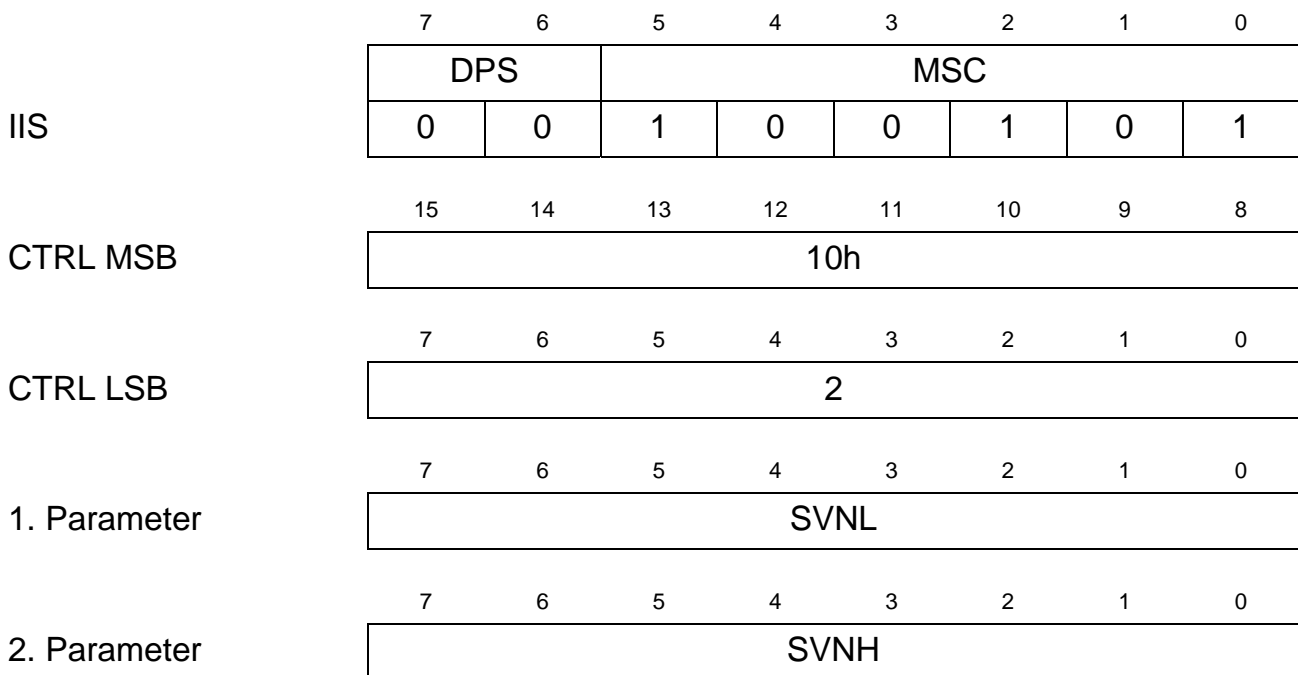 7 6 5 4 3 2 1 0
DPS MSC
IIS 0 0 1 0 0 1 0 1
15 14 13 12 11 10 9 8
CTRL MSB 10h
7 6 5 4 3 2 1 0
CTRL LSB 2
7 6 5 4 3 2 1 0
1. Parameter SVNL
7 6 5 4 3 2 1 0
2. Parameter SVNH